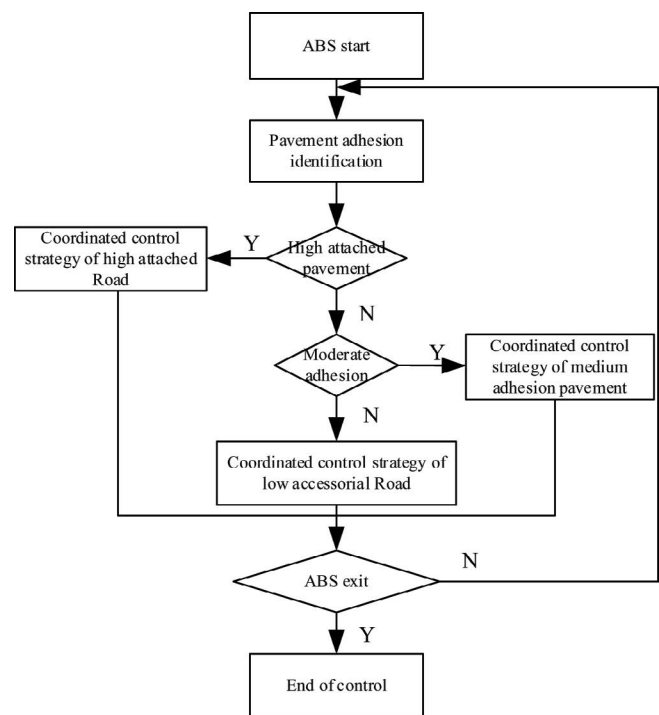 ABS start
Pavement adhesion
identification
High attached
pavement
Y
Coordinated control
strategy of high attached
Road
N
Moderate
adhesion
Y
Coordinated control
strategy of medium
adhesion pavement
N
Coordinated control strategy of
low accessorial Road
ABS exit
N
Y
End of control